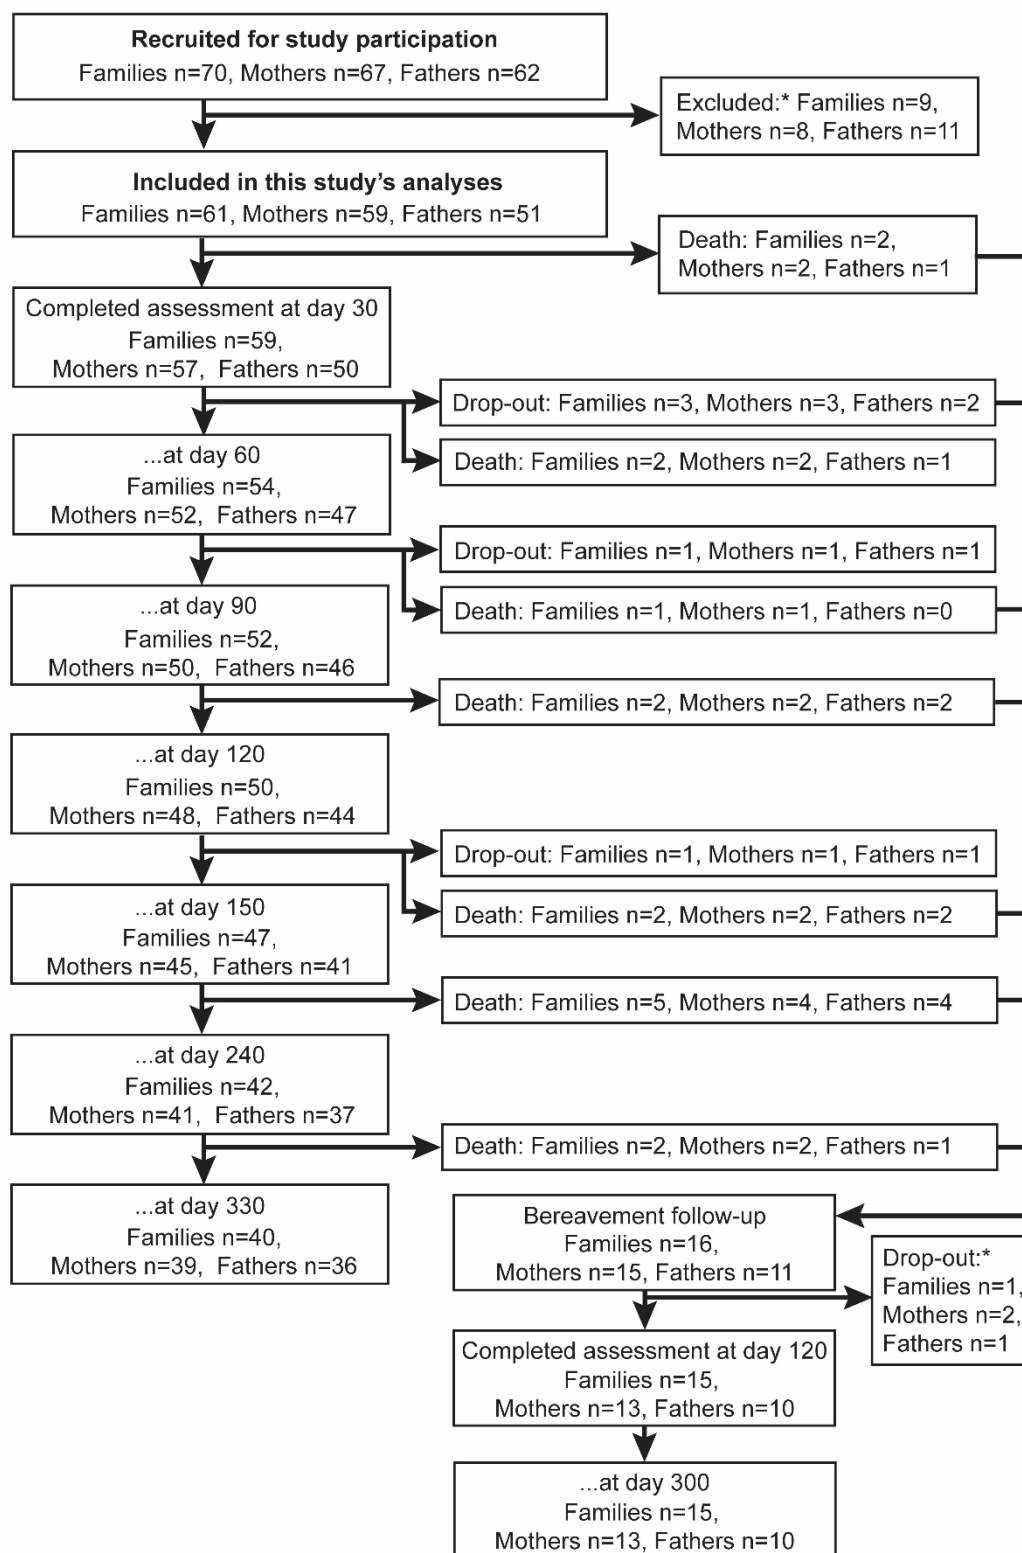 Recruited for study participation
Families n=70, Mothers n=67, Fathers n=62
Excluded:* Families n=9,
Mothers n=8, Fathers n=11
Included in this study’s analyses
Families n=61, Mothers n=59, Fathers n=51
Death: Families n=2,
Mothers n=2, Fathers n=1
Completed assessment at day 30
Families n=59,
Mothers n=57, Fathers n=50
Drop-out: Families n=3, Mothers n=3, Fathers n=2
Death: Families n=2, Mothers n=2, Fathers n=1
...at day 60
Families n=54,
Mothers n=52, Fathers n=47
Drop-out: Families n=1, Mothers n=1, Fathers n=1
Death: Families n=1, Mothers n=1, Fathers n=0
...at day 90
Families n=52,
Mothers n=50, Fathers n=46
Death: Families n=2, Mothers n=2, Fathers n=2
...at day 120
Families n=50,
Mothers n=48, Fathers n=44
Drop-out: Families n=1, Mothers n=1, Fathers n=1
Death: Families n=2, Mothers n=2, Fathers n=2
...at day 150
Families n=47,
Mothers n=45, Fathers n=41
Death: Families n=5, Mothers n=4, Fathers n=4
...at day 240
Families n=42,
Mothers n=41, Fathers n=37
Death: Families n=2, Mothers n=2, Fathers n=1
...at day 330
Families n=40,
Mothers n=39, Fathers n=36
Bereavement follow-up
Families n=16,
Mothers n=15, Fathers n=11
Drop-out:*
Families n=1,
Mothers n=2,
Fathers n=1
Completed assessment at day 120
Families n=15,
Mothers n=13, Fathers n=10
...at day 300
Families n=15,
Mothers n=13, Fathers n=10